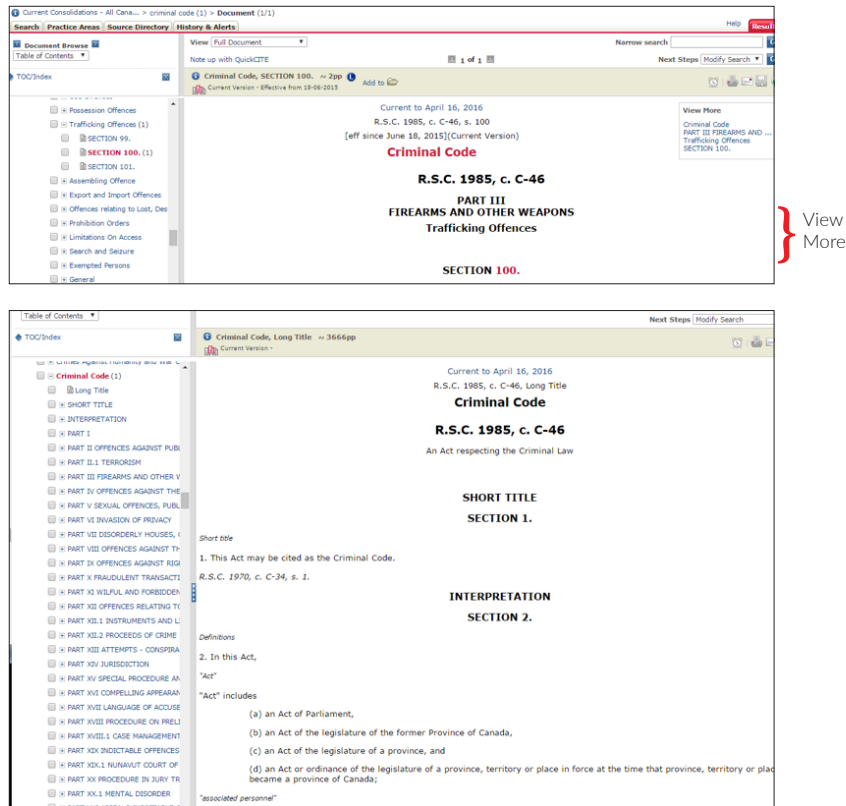 Current Consolidations - All Cana... > criminal code (1) > Document (1/1)
Search Practice Areas Source Directory History & Alerts Help Result
Document Browse View Full Document Narrow search
Table of Contents Note up with QuickCITE 1 of 1 Next Steps Modify Search
TOC/Index
Criminal Code, SECTION 100. ~ 2pp Add to
Current Version - Effective from 18-06-2015
Possession Offences
Trafficking Offences (1)
SECTION 99.
SECTION 100. (1)
SECTION 101.
Assembling Offence
Export and Import Offences
Offences relating to Lost, Des
Prohibition Orders
Limitations On Access
Search and Seizure
Exempted Persons
General
Current to April 16, 2016
R.S.C. 1985, c. C-46, s. 100
[eff since June 18, 2015](Current Version)
Criminal Code
R.S.C. 1985, c. C-46
PART III
FIREARMS AND OTHER WEAPONS
Trafficking Offences
SECTION 100.
View More
Criminal Code
PART III FIREARMS AND ...
Trafficking Offences
SECTION 100.
View
More
Table of Contents
Next Steps Modify Search
TOC/Index
Criminal Code, Long Title ~ 3666pp
Current Version -
Crimes Against Humanity and War C
Criminal Code (1)
Long Title
SHORT TITLE
INTERPRETATION
PART I
PART II OFFENCES AGAINST PUBL
PART II.1 TERRORISM
PART III FIREARMS AND OTHER W
PART IV OFFENCES AGAINST THE
PART V SEXUAL OFFENCES, PUBL
PART VI INVASION OF PRIVACY
PART VII DISORDERLY HOUSES, G
PART VIII OFFENCES AGAINST TH
PART IX OFFENCES AGAINST RIG
PART X FRAUDULENT TRANSACTI
PART XI WILFUL AND FORBIDDEN
PART XII OFFENCES RELATING TO
PART XII.1 INSTRUMENTS AND L
PART XII.2 PROCEEDS OF CRIME
PART XIII ATTEMPTS - CONSPIRA
PART XIV JURISDICTION
PART XV SPECIAL PROCEDURE AN
PART XVI COMPELLING APPEARAN
PART XVII LANGUAGE OF ACCUSE
PART XVIII PROCEDURE ON PRELI
PART XVIII.1 CASE MANAGEMENT
PART XIX INDICTABLE OFFENCES
PART XIX.1 NUNAVUT COURT OF
PART XX PROCEDURE IN JURY TR
PART XX.1 MENTAL DISORDER
Current to April 16, 2016
R.S.C. 1985, c. C-46, Long Title
Criminal Code
R.S.C. 1985, c. C-46
An Act respecting the Criminal Law
SHORT TITLE
SECTION 1.
Short title
1. This Act may be cited as the Criminal Code.
R.S.C. 1970, c. C-34, s. 1.
INTERPRETATION
SECTION 2.
Definitions
2. In this Act,
"Act"
"Act" includes
(a) an Act of Parliament,
(b) an Act of the legislature of the former Province of Canada,
(c) an Act of the legislature of a province, and
(d) an Act or ordinance of the legislature of a province, territory or place in force at the time that province, territory or plac
became a province of Canada;
"associated personnel"